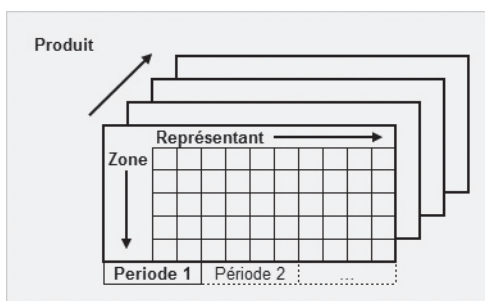 Produit
Représentant
Zone
Periode 1 Période 2 ...